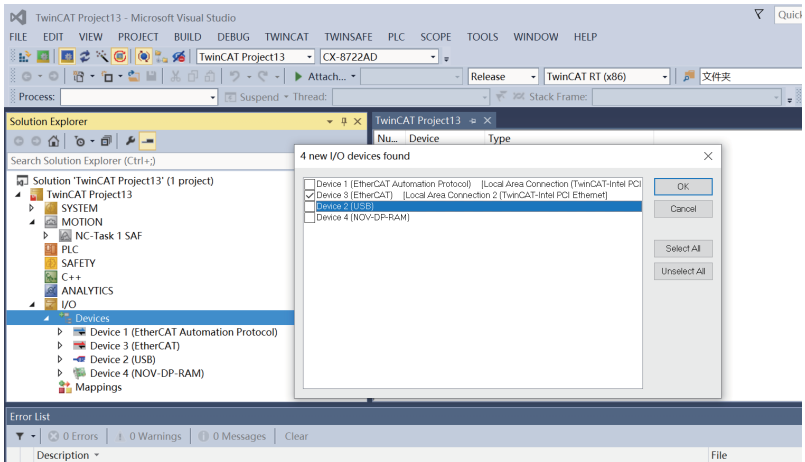 TwinCAT Project13 - Microsoft Visual Studio
Quick
FILE EDIT VIEW PROJECT BUILD DEBUG TWINCAT TWINSAFE PLC SCOPE TOOLS WINDOW HELP
TwinCAT Project13 CX-8722AD
Attach... Release TwinCAT RT (x86) 文件夹
Process: Suspend Thread: Stack Frame:
Solution Explorer
TwinCAT Project13
Nu... Device Type
Search Solution Explorer (Ctrl+;)
Solution 'TwinCAT Project13' (1 project)
TwinCAT Project13
SYSTEM
MOTION
NC-Task 1 SAF
PLC
SAFETY
C++
ANALYTICS
I/O
Devices
Device 1 (EtherCAT Automation Protocol)
Device 3 (EtherCAT)
Device 2 (USB)
Device 4 (NOV-DP-RAM)
Mappings
4 new I/O devices found
Device 1 (EtherCAT Automation Protocol) [Local Area Connection (TwinCAT-Intel PCI
Device 3 (EtherCAT) [Local Area Connection 2 (TwinCAT-Intel PCI Ethernet)]
Device 2 (USB)
Device 4 (NOV-DP-RAM)
OK
Cancel
Select All
Unselect All
Error List
0 Errors 0 Warnings 0 Messages Clear
Description File